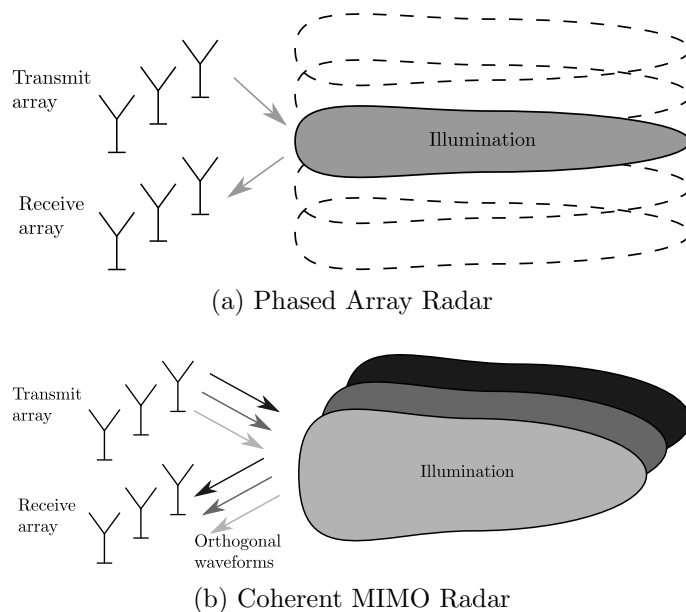 Transmit
array
Illumination
Receive
array
(a) Phased Array Radar
Transmit
array
Illumination
Receive
array
Orthogonal
waveforms
(b) Coherent MIMO Radar